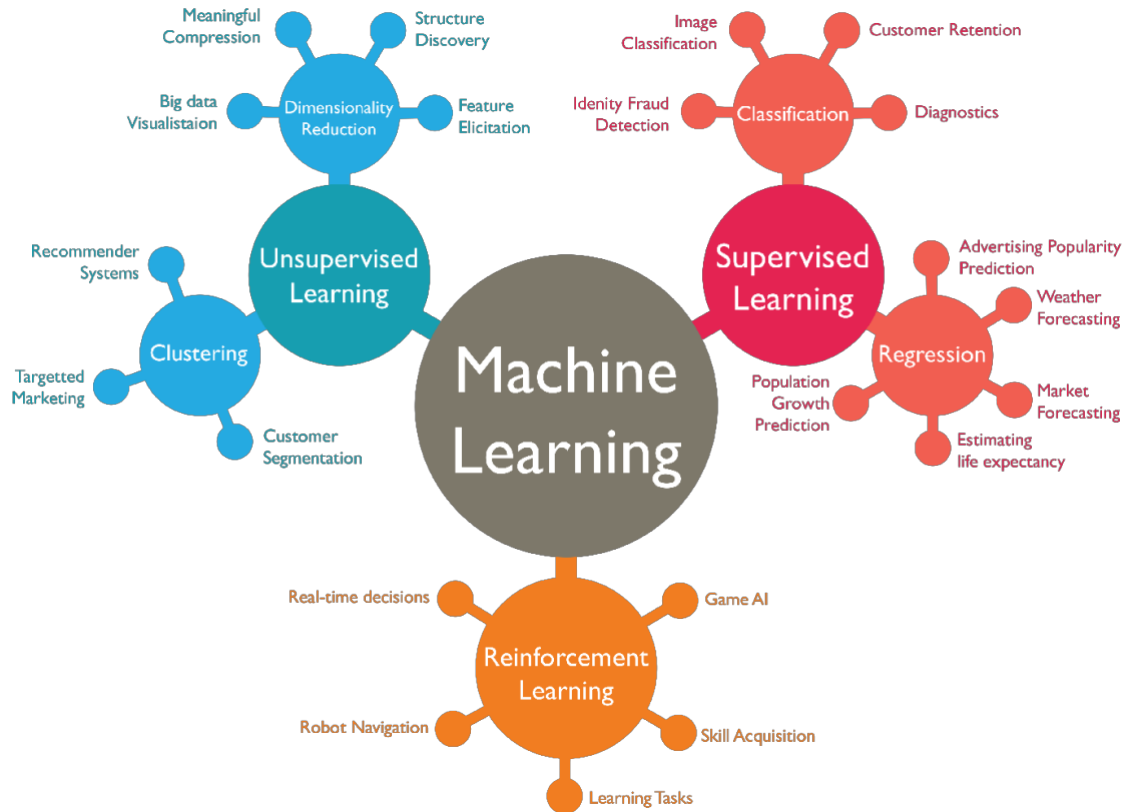 Meaningful
Compression
Structure
Discovery
Big data
Visualistaion
Dimensionality
Reduction
Feature
Elicitation
Unsupervised
Learning
Recommender
Systems
Clustering
Targetted
Marketing
Customer
Segmentation
Image
Classification
Customer Retention
Idenity Fraud
Detection
Classification
Diagnostics
Supervised
Learning
Advertising Popularity
Prediction
Weather
Forecasting
Regression
Population
Growth
Prediction
Market
Forecasting
Estimating
life expectancy
Machine
Learning
Real-time decisions
Game AI
Reinforcement
Learning
Robot Navigation
Skill Acquisition
Learning Tasks